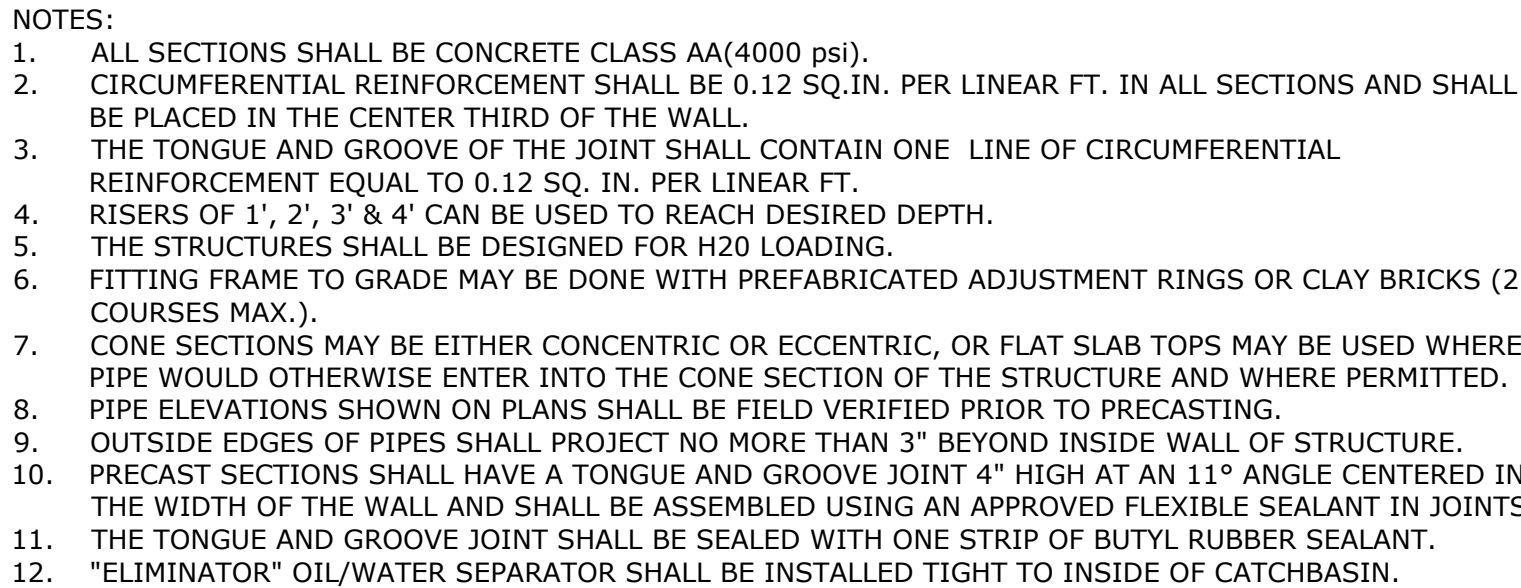 NOTES:
1. ALL SECTIONS SHALL BE CONCRETE CLASS AA(4000 psi).
2. CIRCUMFERENTIAL REINFORCEMENT SHALL BE 0.12 SQ.IN. PER LINEAR FT. IN ALL SECTIONS AND SHALL
BE PLACED IN THE CENTER THIRD OF THE WALL.
3. THE TONGUE AND GROOVE OF THE JOINT SHALL CONTAIN ONE LINE OF CIRCUMFERENTIAL
REINFORCEMENT EQUAL TO 0.12 SQ. IN. PER LINEAR FT.
4. RISERS OF 1', 2', 3' & 4' CAN BE USED TO REACH DESIRED DEPTH.
5. THE STRUCTURES SHALL BE DESIGNED FOR H20 LOADING.
6. FITTING FRAME TO GRADE MAY BE DONE WITH PREFABRICATED ADJUSTMENT RINGS OR CLAY BRICKS (2
COURSES MAX.).
7. CONE SECTIONS MAY BE EITHER CONCENTRIC OR ECCENTRIC, OR FLAT SLAB TOPS MAY BE USED WHERE
PIPE WOULD OTHERWISE ENTER INTO THE CONE SECTION OF THE STRUCTURE AND WHERE PERMITTED.
8. PIPE ELEVATIONS SHOWN ON PLANS SHALL BE FIELD VERIFIED PRIOR TO PRECASTING.
9. OUTSIDE EDGES OF PIPES SHALL PROJECT NO MORE THAN 3" BEYOND INSIDE WALL OF STRUCTURE.
10. PRECAST SECTIONS SHALL HAVE A TONGUE AND GROOVE JOINT 4" HIGH AT AN 11° ANGLE CENTERED IN
THE WIDTH OF THE WALL AND SHALL BE ASSEMBLED USING AN APPROVED FLEXIBLE SEALANT IN JOINTS
11. THE TONGUE AND GROOVE JOINT SHALL BE SEALED WITH ONE STRIP OF BUTYL RUBBER SEALANT.
12. "ELIMINATOR" OIL/WATER SEPARATOR SHALL BE INSTALLED TIGHT TO INSIDE OF CATCHBASIN.